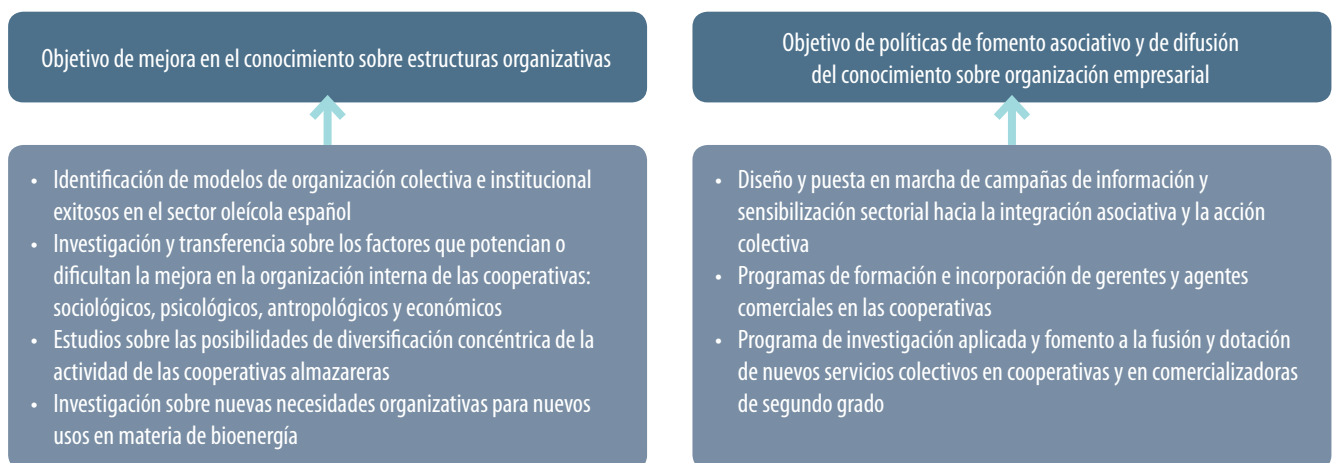 Objetivo de mejora en el conocimiento sobre estructuras organizativas
• Identificación de modelos de organización colectiva e institucional
exitosos en el sector oleícola español
• Investigación y transferencia sobre los factores que potencian o
dificultan la mejora en la organización interna de las cooperativas:
sociológicos, psicológicos, antropológicos y económicos
• Estudios sobre las posibilidades de diversificación concéntrica de la
actividad de las cooperativas almazareras
• Investigación sobre nuevas necesidades organizativas para nuevos
usos en materia de bioenergía
Objetivo de políticas de fomento asociativo y de difusión
del conocimiento sobre organización empresarial
• Diseño y puesta en marcha de campañas de información y
sensibilización sectorial hacia la integración asociativa y la acción
colectiva
• Programas de formación e incorporación de gerentes y agentes
comerciales en las cooperativas
• Programa de investigación aplicada y fomento a la fusión y dotación
de nuevos servicios colectivos en cooperativas y en comercializadoras
de segundo grado